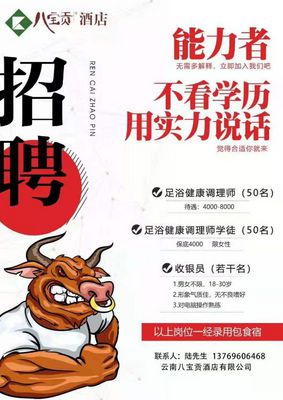 八宝贡 酒店
招聘
REN CAI ZHAO PIN
能力者
无需多解释，立即加入我们吧
不看学历
用实力说话
觉得合适你就来
足浴健康调理师（50名）
待遇：4000-8000
足浴健康调理师学徒（50名）
保底4000 限女性
收银员（若干名）
1.男女不限，18-30岁
2.形象气质佳，无不良嗜好
3.对电脑操作熟练
以上岗位一经录用包食宿
联系人：陆先生 13769606468
云南八宝贡酒店有限公司